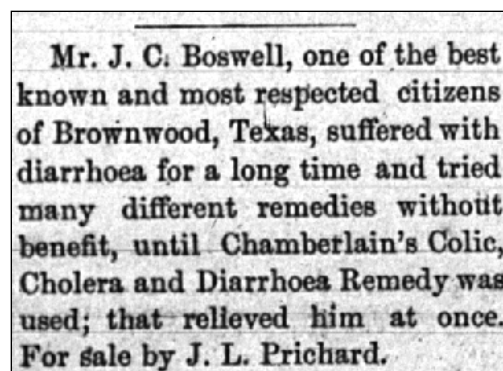 Mr. J. C. Boswell, one of the best
known and most respected citizens
of Brownwood, Texas, suffered with
diarrhoea for a long time and tried
many different remedies without
benefit, until Chamberlain's Colic,
Cholera and Diarrhoea Remedy was
used; that relieved him at once.
For sale by J. L. Prichard.